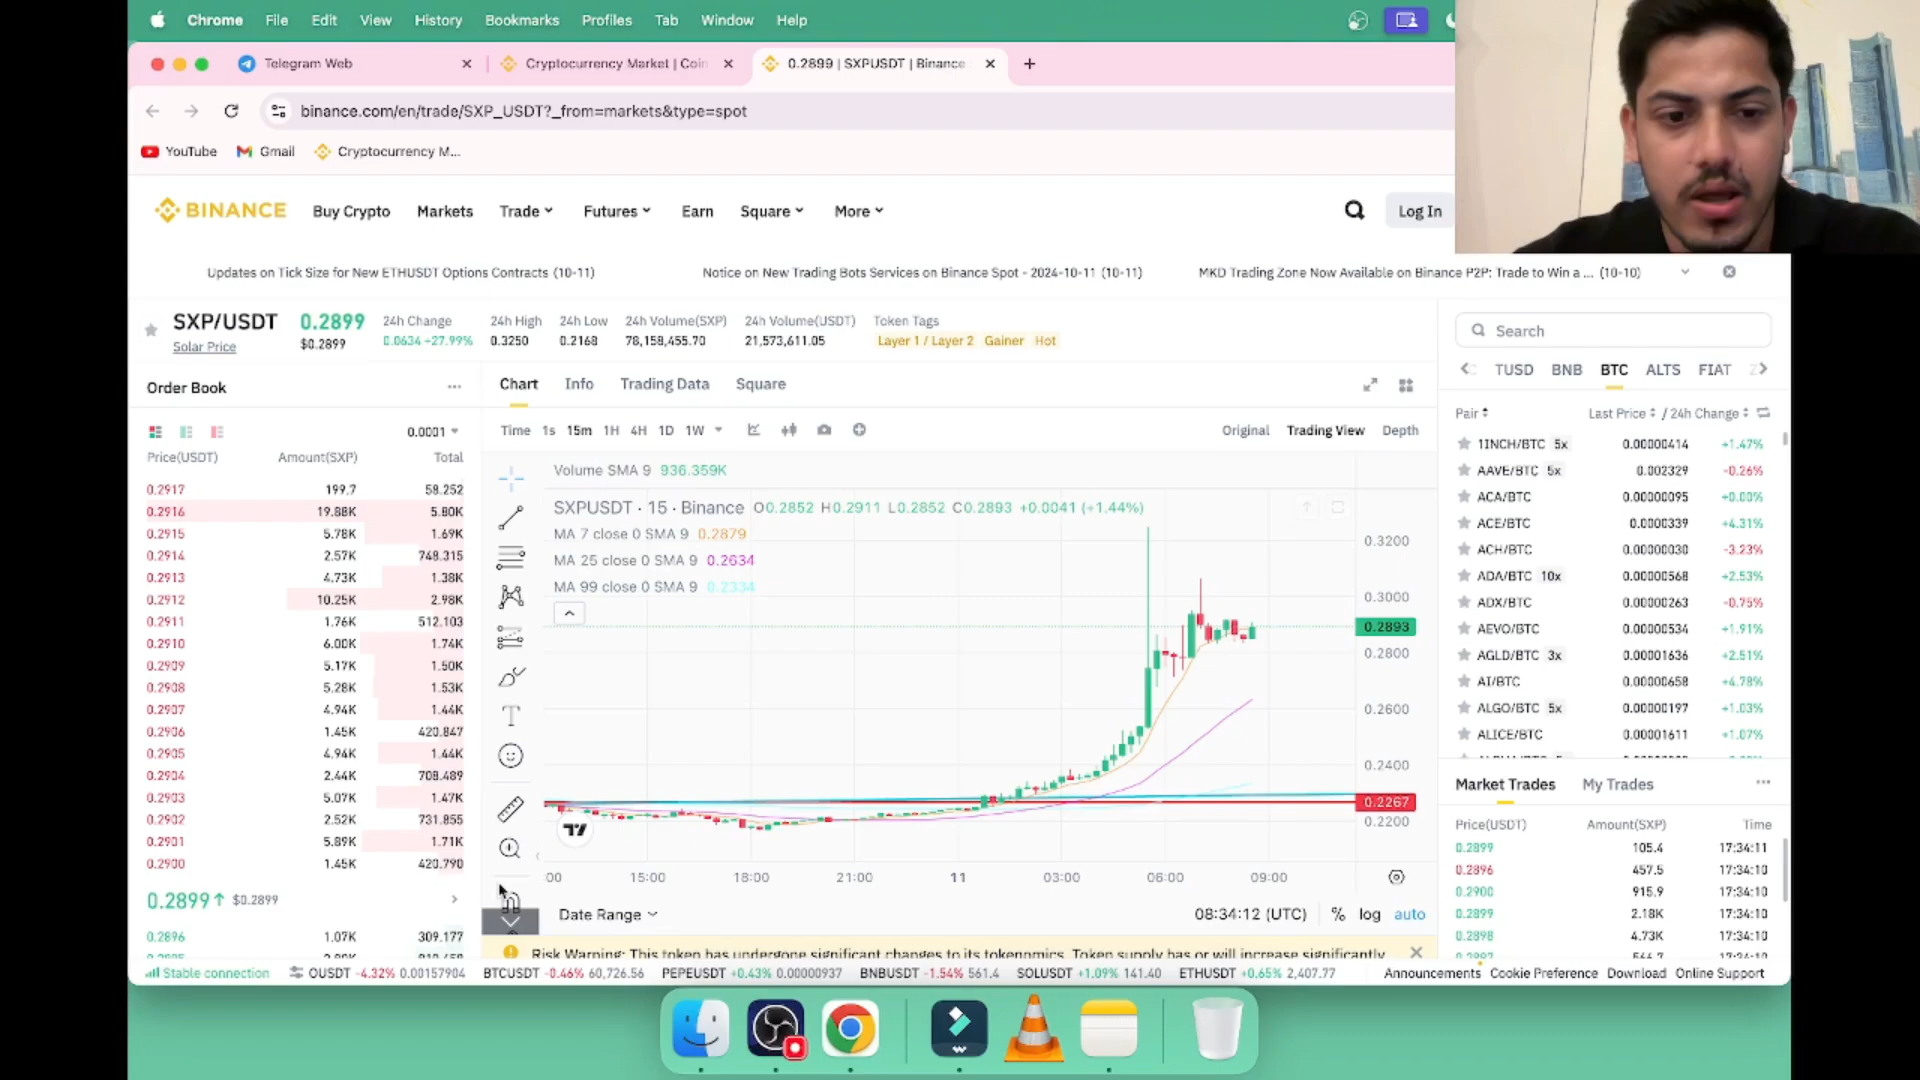 Chrome File Edit View History Bookmarks Profiles Tab Window Help
Telegram Web
Cryptocurrency Market | Coin
0.2899 | SXPUSDT | Binance
binance.com/en/trade/SXP_USDT?_from=markets&type=spot
YouTube Gmail Cryptocurrency M...
BINANCE Buy Crypto Markets Trade Futures Earn Square More Log In
Updates on Tick Size for New ETHUSDT Options Contracts (10-11) Notice on New Trading Bots Services on Binance Spot - 2024-10-11 (10-11) MKD Trading Zone Now Available on Binance P2P: Trade to Win a ... (10-10)
SXP/USDT 0.2899
Solar Price $0.2899
24h Change 24h High 24h Low 24h Volume(SXP) 24h Volume(USDT) Token Tags
0.0634 +27.99% 0.3250 0.2168 78,158,455.70 21,573,611.05 Layer 1 / Layer 2 Gainer Hot
Order Book
0.0001
Price(USDT) Amount(SXP) Total
0.2917 199.7 58.252
0.2916 19.88K 5.80K
0.2915 5.78K 1.69K
0.2914 2.57K 748.315
0.2913 4.73K 1.38K
0.2912 10.25K 2.98K
0.2911 1.76K 512.103
0.2910 6.00K 1.74K
0.2909 5.17K 1.50K
0.2908 5.28K 1.53K
0.2907 4.94K 1.44K
0.2906 1.45K 420.847
0.2905 4.94K 1.44K
0.2904 2.44K 708.489
0.2903 5.07K 1.47K
0.2902 2.52K 731.855
0.2901 5.89K 1.71K
0.2900 1.45K 420.790
0.2899 $0.2899
0.2896 1.07K 309.177
Chart Info Trading Data Square
Time 1s 15m 1H 4H 1D 1W
Original Trading View Depth
Volume SMA 9 936.359K
SXPUSDT · 15 · Binance O0.2852 H0.2911 L0.2852 C0.2893 +0.0041 (+1.44%)
MA 7 close 0 SMA 9 0.2879
MA 25 close 0 SMA 9 0.2634
MA 99 close 0 SMA 9 0.2334
0.3200
0.3000
0.2893
0.2800
0.2600
0.2400
0.2267
0.2200
:00 15:00 18:00 21:00 11 03:00 06:00 09:00
Date Range 08:34:12 (UTC) % log auto
Risk Warning: This token has undergone significant changes to its tokenomics. Token supply has or will increase significantly
Search
TUSD BNB BTC ALTS FIAT
Pair Last Price / 24h Change
1INCH/BTC 5x 0.00000414 +1.47%
AAVE/BTC 5x 0.002329 -0.26%
ACA/BTC 0.00000095 +0.00%
ACE/BTC 0.0000339 +4.31%
ACH/BTC 0.00000030 -3.23%
ADA/BTC 10x 0.00000568 +2.53%
ADX/BTC 0.00000263 -0.75%
AEVO/BTC 0.00000534 +1.91%
AGLD/BTC 3x 0.00001636 +2.51%
AI/BTC 0.00000658 +4.78%
ALGO/BTC 5x 0.00000197 +1.03%
ALICE/BTC 0.00001611 +1.07%
Market Trades My Trades
Price(USDT) Amount(SXP) Time
0.2899 105.4 17:34:11
0.2896 457.5 17:34:10
0.2900 915.9 17:34:10
0.2899 2.18K 17:34:10
0.2898 4.73K 17:34:10
Stable connection OUSDT -4.32% 0.00157904 BTCUSDT -0.46% 60,726.56 PEPEUSDT +0.43% 0.00000937 BNBUSDT -1.54% 561.4 SOLUSDT +1.09% 141.40 ETHUSDT +0.65% 2,407.77 Announcements Cookie Preference Download Online Support